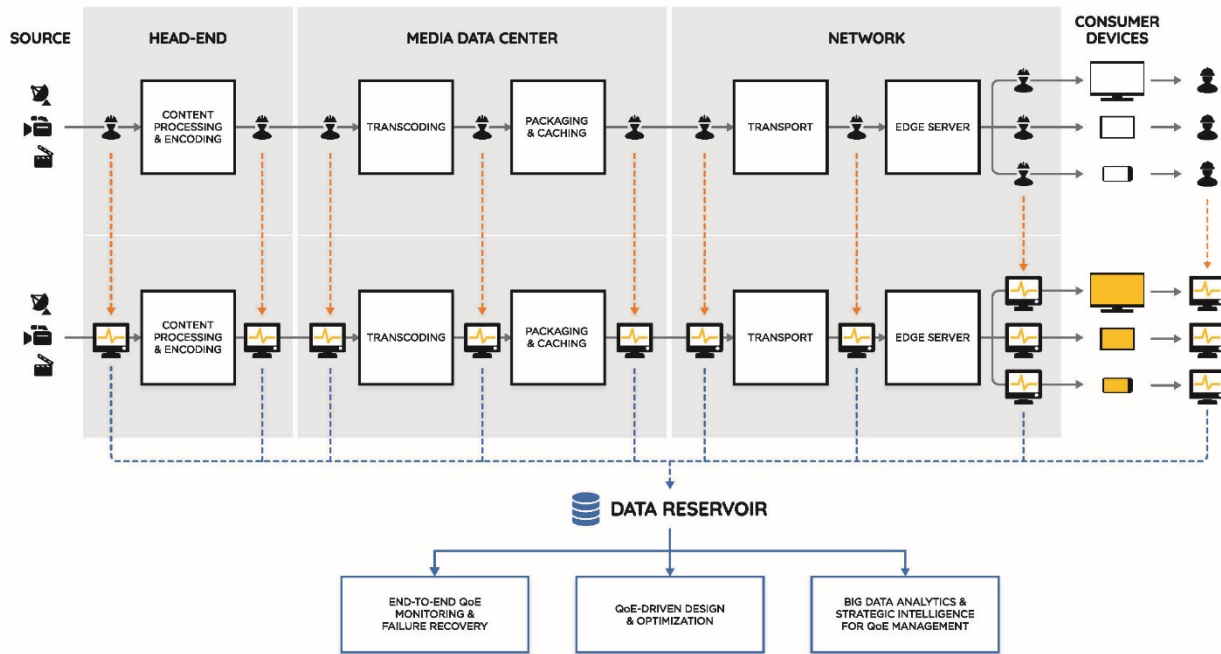 SOURCE
HEAD-END
MEDIA DATA CENTER
NETWORK
CONSUMER
DEVICES
CONTENT
PROCESSING
& ENCODING
TRANSCODING
PACKAGING
& CACHING
TRANSPORT
EDGE SERVER
CONTENT
PROCESSING
& ENCODING
TRANSCODING
PACKAGING
& CACHING
TRANSPORT
EDGE SERVER
DATA RESERVOIR
END-TO-END QoE
MONITORING &
FAILURE RECOVERY
QoE-DRIVEN DESIGN
& OPTIMIZATION
BIG DATA ANALYTICS &
STRATEGIC INTELLIGENCE
FOR QoE MANAGEMENT